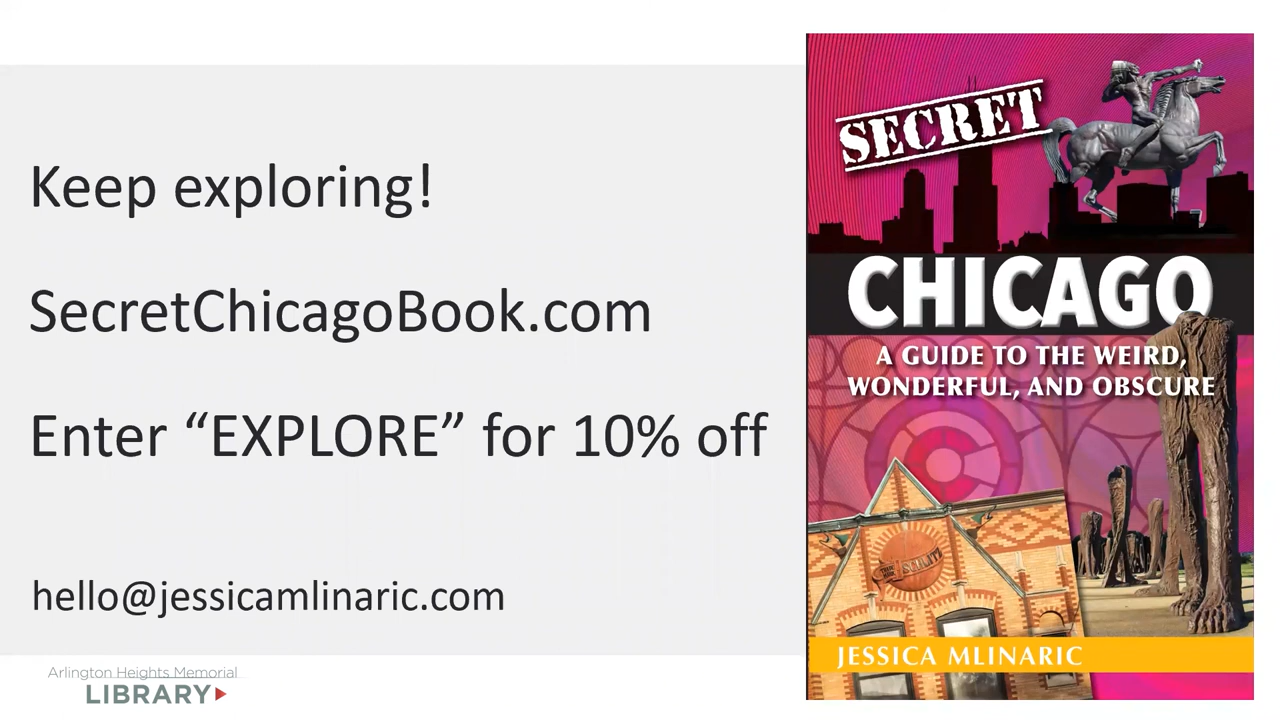 Keep exploring!
SecretChicagoBook.com
Enter “EXPLORE” for 10% off
hello@jessicamlinaric.com
Arlington Heights Memorial
LIBRARY
SECRET
CHICAGO
A GUIDE TO THE WEIRD,
WONDERFUL, AND OBSCURE
SCHLITZ
JESSICA MLINARIC